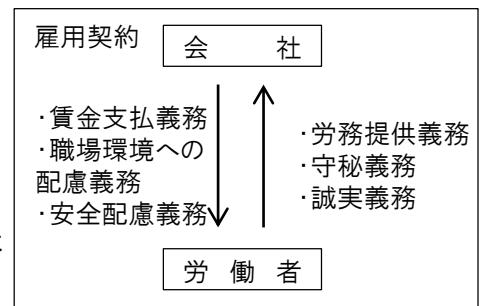 雇用契約
会　　社
・賃金支払義務
・職場環境への
配慮義務
・安全配慮義務
・労務提供義務
・守秘義務
・誠実義務
労　働　者